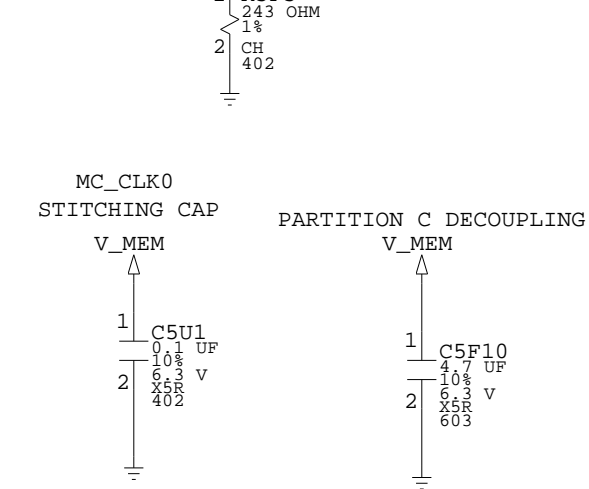 243 OHM
1%
2
CH
402
MC_CLK0
STITCHING CAP
V_MEM
1
C5U1
0.1 UF
10%
6.3 V
2
X5R
402
PARTITION C DECOUPLING
V_MEM
1
C5F10
4.7 UF
10%
6.3 V
2
X5R
603